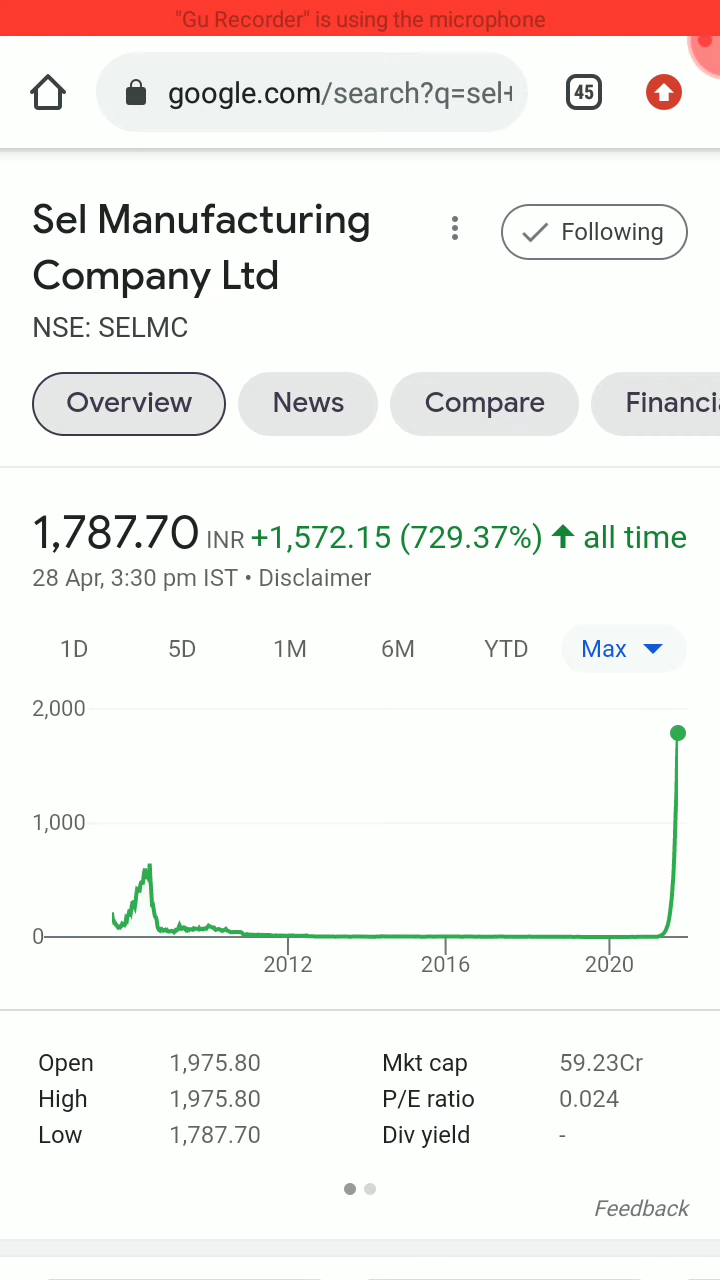 "Gu Recorder" is using the microphone
google.com/search?q=sel+
45
Sel Manufacturing
Company Ltd
Following
NSE: SELMC
Overview
News
Compare
Financi
1,787.70 INR +1,572.15 (729.37%) ↑ all time
28 Apr, 3:30 pm IST • Disclaimer
1D 5D 1M 6M YTD Max
2,000
1,000
0
2012 2016 2020
Open 1,975.80 Mkt cap 59.23Cr
High 1,975.80 P/E ratio 0.024
Low 1,787.70 Div yield -
Feedback